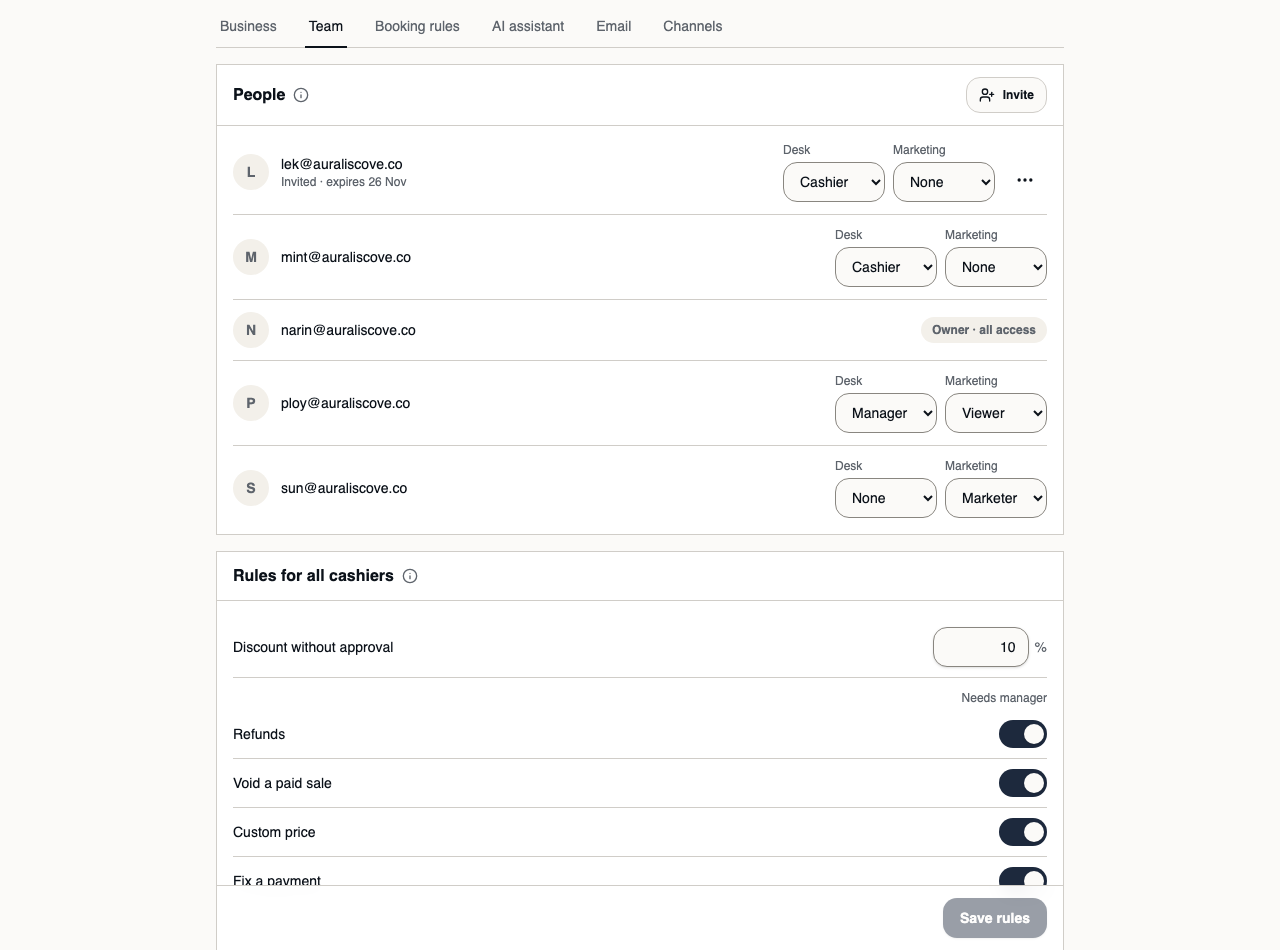 Business Team Booking rules AI assistant Email Channels
People Invite
L lek@auraliscove.co
Invited · expires 26 Nov
Desk Marketing
Cashier None
M mint@auraliscove.co
Desk Marketing
Cashier None
N narin@auraliscove.co Owner · all access
P ploy@auraliscove.co
Desk Marketing
Manager Viewer
S sun@auraliscove.co
Desk Marketing
None Marketer
Rules for all cashiers
Discount without approval 10 %
Needs manager
Refunds
Void a paid sale
Custom price
Fix a payment
Save rules